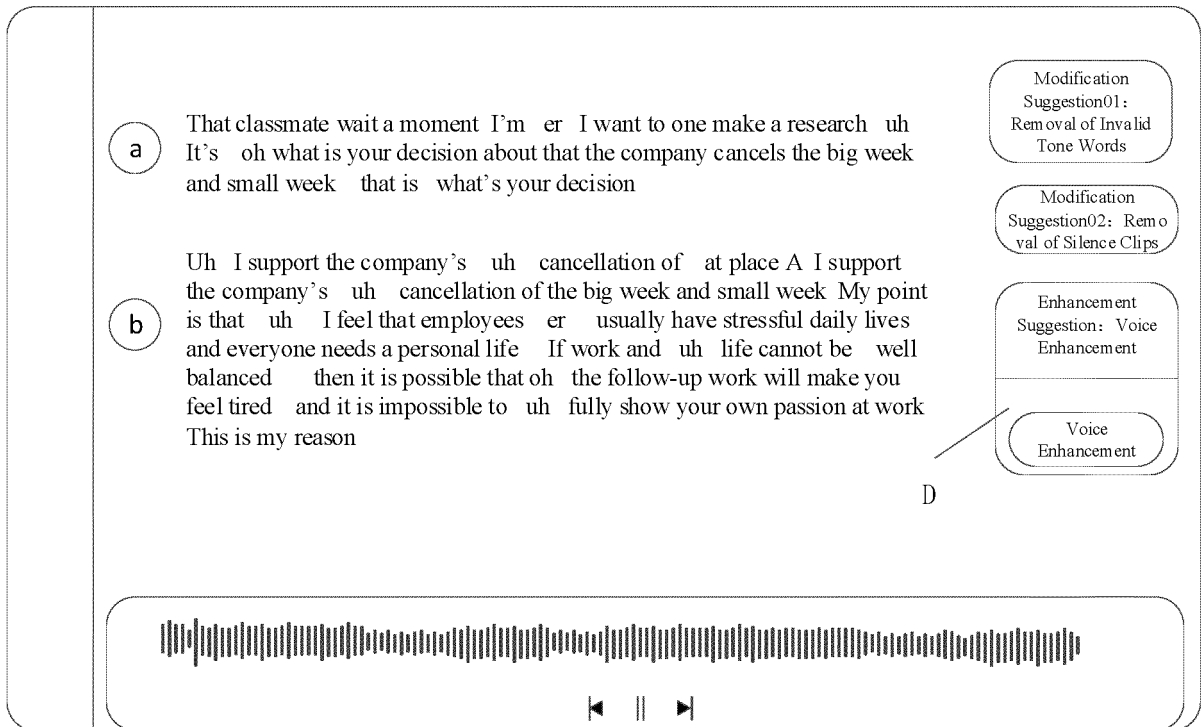 a
That classmate wait a moment I'm er I want to one make a research uh
It's oh what is your decision about that the company cancels the big week
and small week that is what's your decision
b
Uh I support the company's uh cancellation of at place A I support
the company's uh cancellation of the big week and small week My point
is that uh I feel that employees er usually have stressful daily lives
and everyone needs a personal life If work and uh life cannot be well
balanced then it is possible that oh the follow-up work will make you
feel tired and it is impossible to uh fully show your own passion at work
This is my reason
Modification
Suggestion01:
Removal of Invalid
Tone Words
Modification
Suggestion02: Remo
val of Silence Clips
Enhancement
Suggestion: Voice
Enhancement
Voice
Enhancement
D